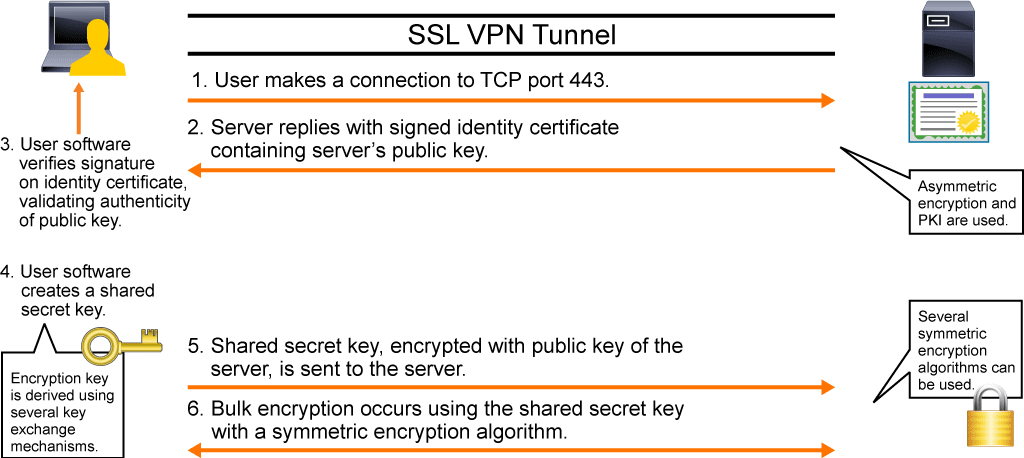 SSL VPN Tunnel
1. User makes a connection to TCP port 443.
2. Server replies with signed identity certificate
containing server's public key.
3. User software
verifies signature
on identity certificate,
validating authenticity
of public key.
Asymmetric
encryption and
PKI are used.
4. User software
creates a shared
secret key.
Encryption key
is derived using
several key
exchange
mechanisms.
5. Shared secret key, encrypted with public key of the
server, is sent to the server.
Several
symmetric
encryption
algorithms can
be used.
6. Bulk encryption occurs using the shared secret key
with a symmetric encryption algorithm.